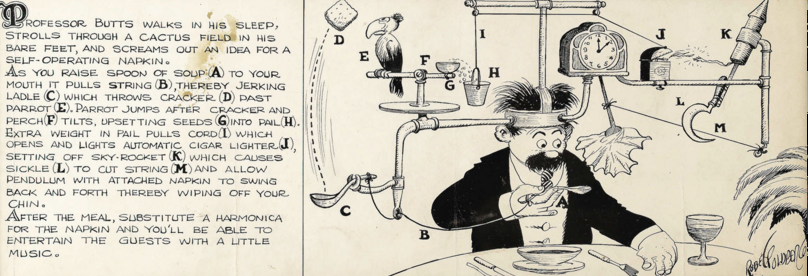 PROFESSOR BUTTS WALKS IN HIS SLEEP,
STROLLS THROUGH A CACTUS FIELD IN HIS
BARE FEET, AND SCREAMS OUT AN IDEA FOR A
SELF-OPERATING NAPKIN.
AS YOU RAISE SPOON OF SOUP (A) TO YOUR
MOUTH IT PULLS STRING (B), THEREBY JERKING
LADLE (C) WHICH THROWS CRACKER (D) PAST
PARROT (E). PARROT JUMPS AFTER CRACKER AND
PERCH (F) TILTS, UPSETTING SEEDS (G) INTO PAIL (H).
EXTRA WEIGHT IN PAIL PULLS CORD (I) WHICH
OPENS AND LIGHTS AUTOMATIC CIGAR LIGHTER (J),
SETTING OFF SKY-ROCKET (K) WHICH CAUSES
SICKLE (L) TO CUT STRING (M) AND ALLOW
PENDULUM WITH ATTACHED NAPKIN TO SWING
BACK AND FORTH THEREBY WIPING OFF YOUR
CHIN.
AFTER THE MEAL, SUBSTITUTE A HARMONICA
FOR THE NAPKIN AND YOU'LL BE ABLE TO
ENTERTAIN THE GUESTS WITH A LITTLE
MUSIC.
D
E
F
G
H
I
J
K
L
M
A
B
C
RUBE GOLDBERG